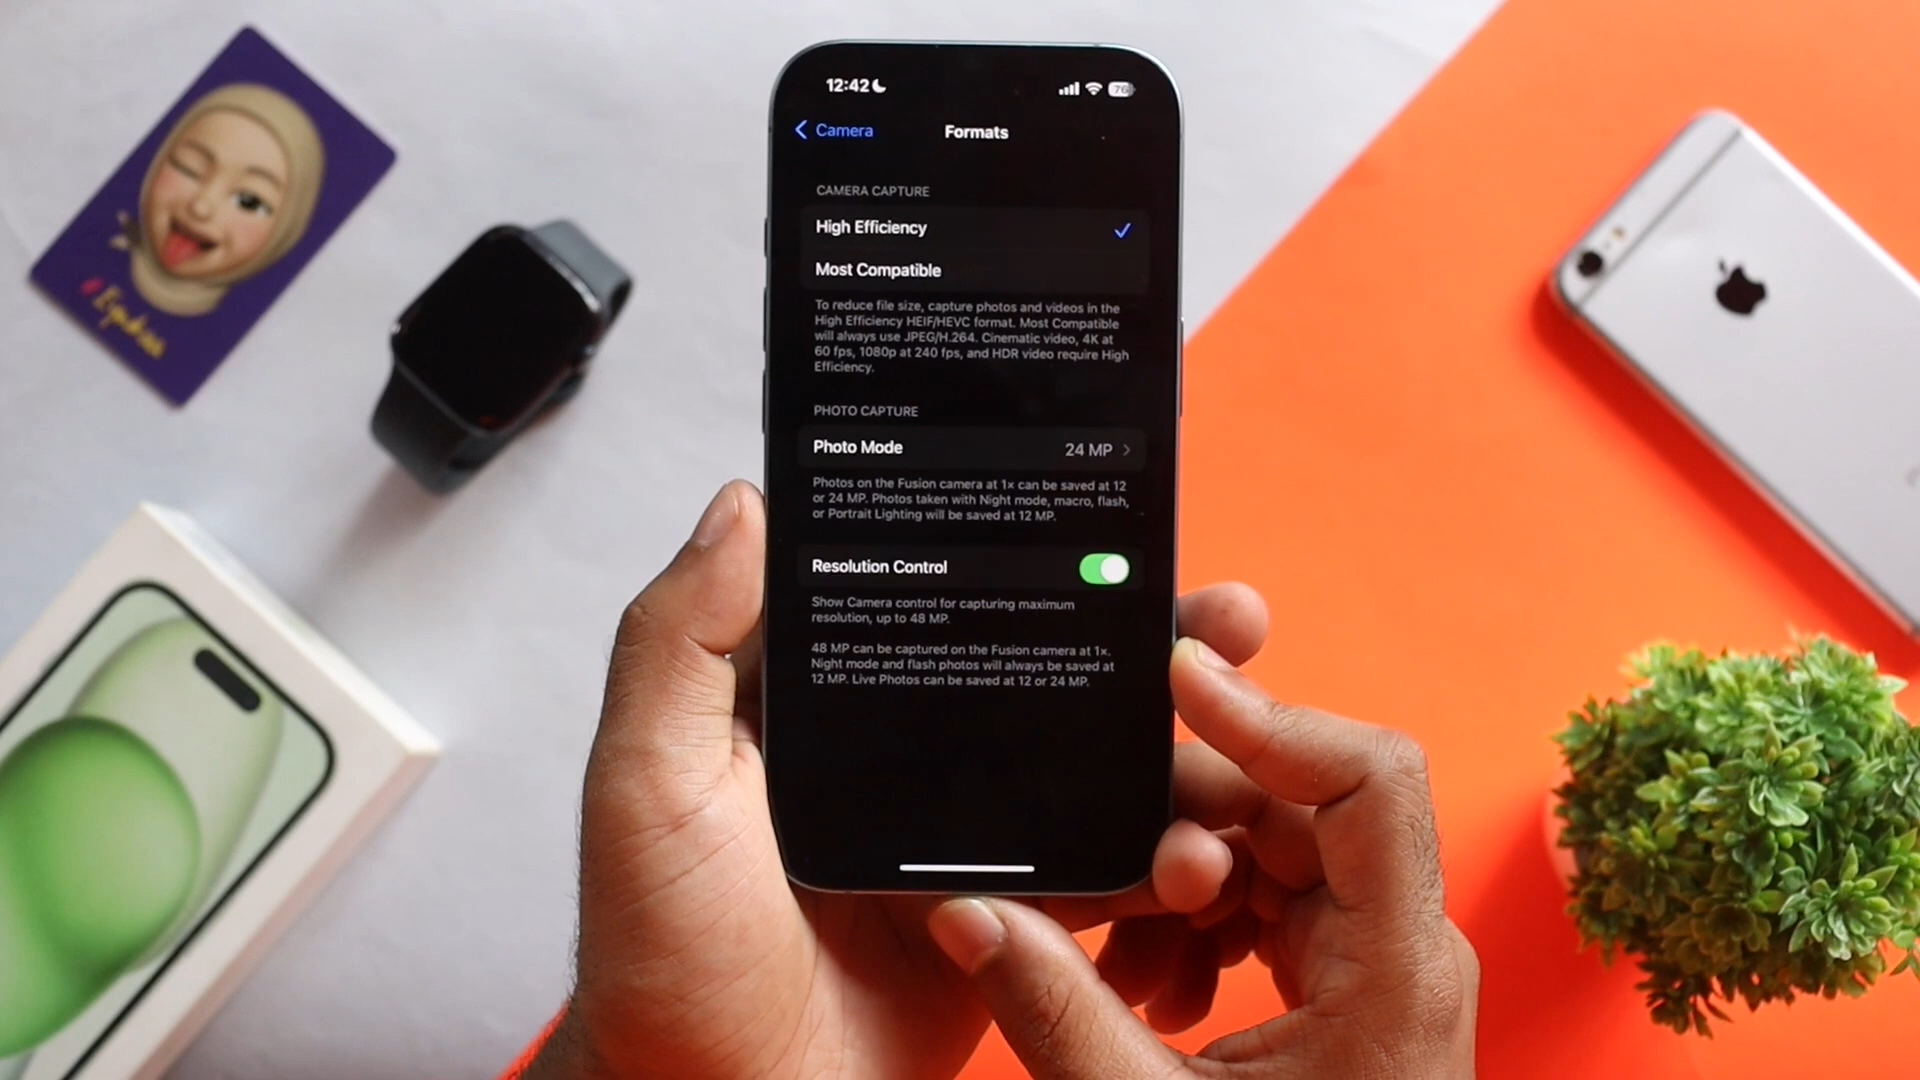 12:42
76
Camera
Formats
CAMERA CAPTURE
High Efficiency
Most Compatible
To reduce file size, capture photos and videos in the
High Efficiency HEIF/HEVC format. Most Compatible
will always use JPEG/H.264. Cinematic video, 4K at
60 fps, 1080p at 240 fps, and HDR video require High
Efficiency.
PHOTO CAPTURE
Photo Mode 24 MP
Photos on the Fusion camera at 1x can be saved at 12
or 24 MP. Photos taken with Night mode, macro, flash,
or Portrait Lighting will be saved at 12 MP.
Resolution Control
Show Camera control for capturing maximum
resolution, up to 48 MP.
48 MP can be captured on the Fusion camera at 1x.
Night mode and flash photos will always be saved at
12 MP. Live Photos can be saved at 12 or 24 MP.